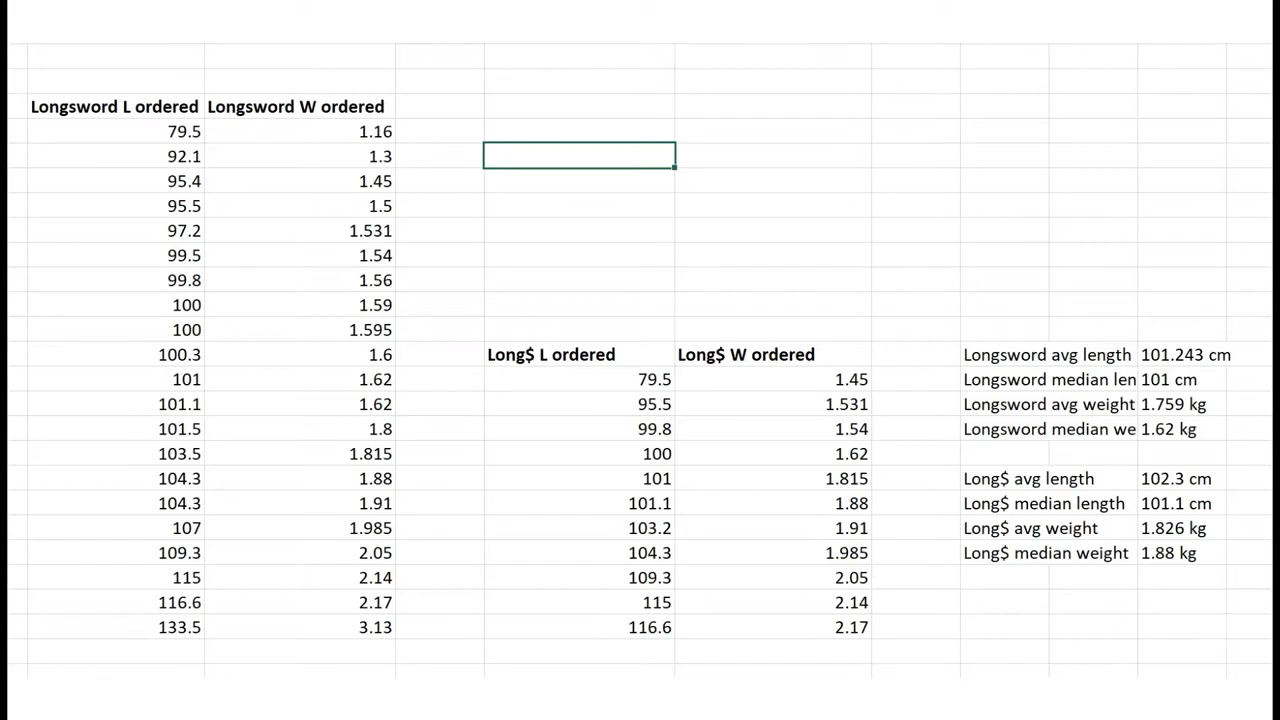 Longsword L ordered Longsword W ordered
79.5 1.16
92.1 1.3
95.4 1.45
95.5 1.5
97.2 1.531
99.5 1.54
99.8 1.56
100 1.59
100 1.595
100.3 1.6 Long$ L ordered Long$ W ordered Longsword avg length 101.243 cm
101 1.62 79.5 1.45 Longsword median len 101 cm
101.1 1.62 95.5 1.531 Longsword avg weight 1.759 kg
101.5 1.8 99.8 1.54 Longsword median we 1.62 kg
103.5 1.815 100 1.62
104.3 1.88 101 1.815 Long$ avg length 102.3 cm
104.3 1.91 101.1 1.88 Long$ median length 101.1 cm
107 1.985 103.2 1.91 Long$ avg weight 1.826 kg
109.3 2.05 104.3 1.985 Long$ median weight 1.88 kg
115 2.14 109.3 2.05
116.6 2.17 115 2.14
133.5 3.13 116.6 2.17